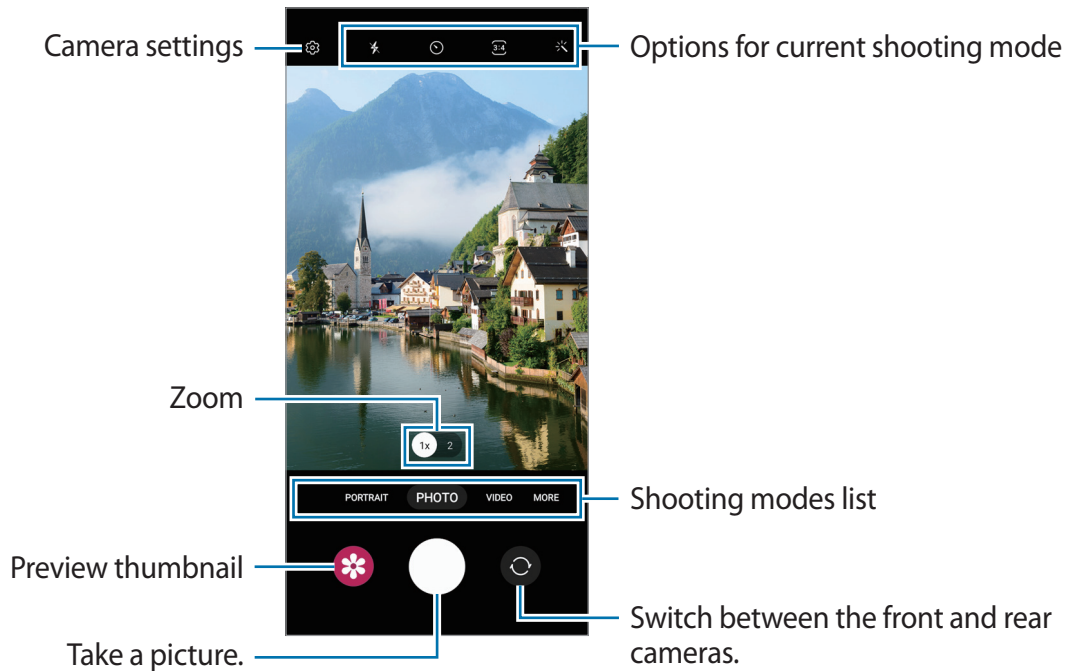 Camera settings
3:4
Options for current shooting mode
Zoom
1x 2
PORTRAIT PHOTO VIDEO MORE
Shooting modes list
Preview thumbnail
Take a picture.
Switch between the front and rear
cameras.